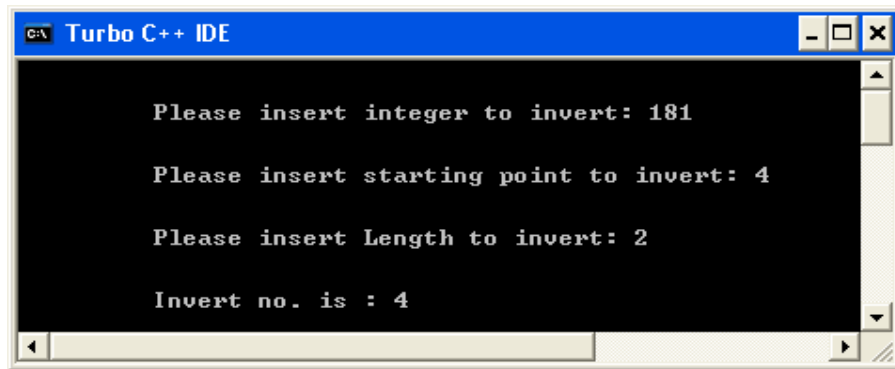 Turbo C++ IDE
Please insert integer to invert: 181
Please insert starting point to invert: 4
Please insert Length to invert: 2
Invert no. is : 4